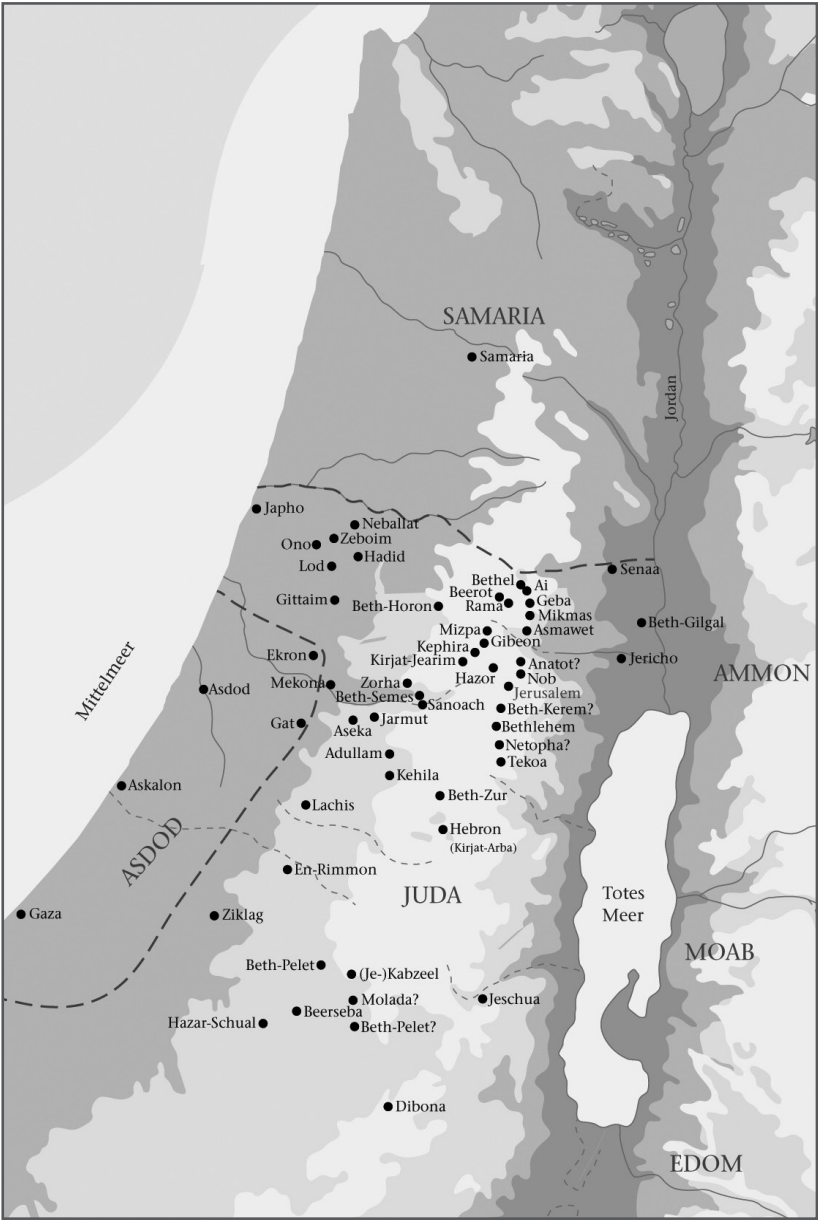 SAMARIA
Samaria
Jordan
Japho
Neballat
Zeboim
Ono
Hadid
Lod
Senaa
Bethel
Ai
Beerot
Gittaim
Beth-Horon
Rama
Geba
Mikmas
Beth-Gilgal
Mizpa
Asmawet
Gibeon
Kephira
Ekron
Kirjat-Jearim
Anatot?
Jericho
Hazor
Nob
AMMON
Mittelmeer
Asdod
Mekona
Zorha
Jerusalem
Beth-Semes
Sanoach
Beth-Kerem?
Gat
Jarmut
Aseka
Bethlehem
Adullam
Netopha?
Tekoa
Kehila
Askalon
Beth-Zur
Lachis
Hebron
(Kirjat-Arba)
ASDOD
En-Rimmon
JUDA
Totes
Meer
Gaza
Ziklag
MOAB
Beth-Pelet
(Je-)Kabzeel
Molada?
Jeschua
Beerseba
Hazar-Schual
Beth-Pelet?
Dibona
EDOM